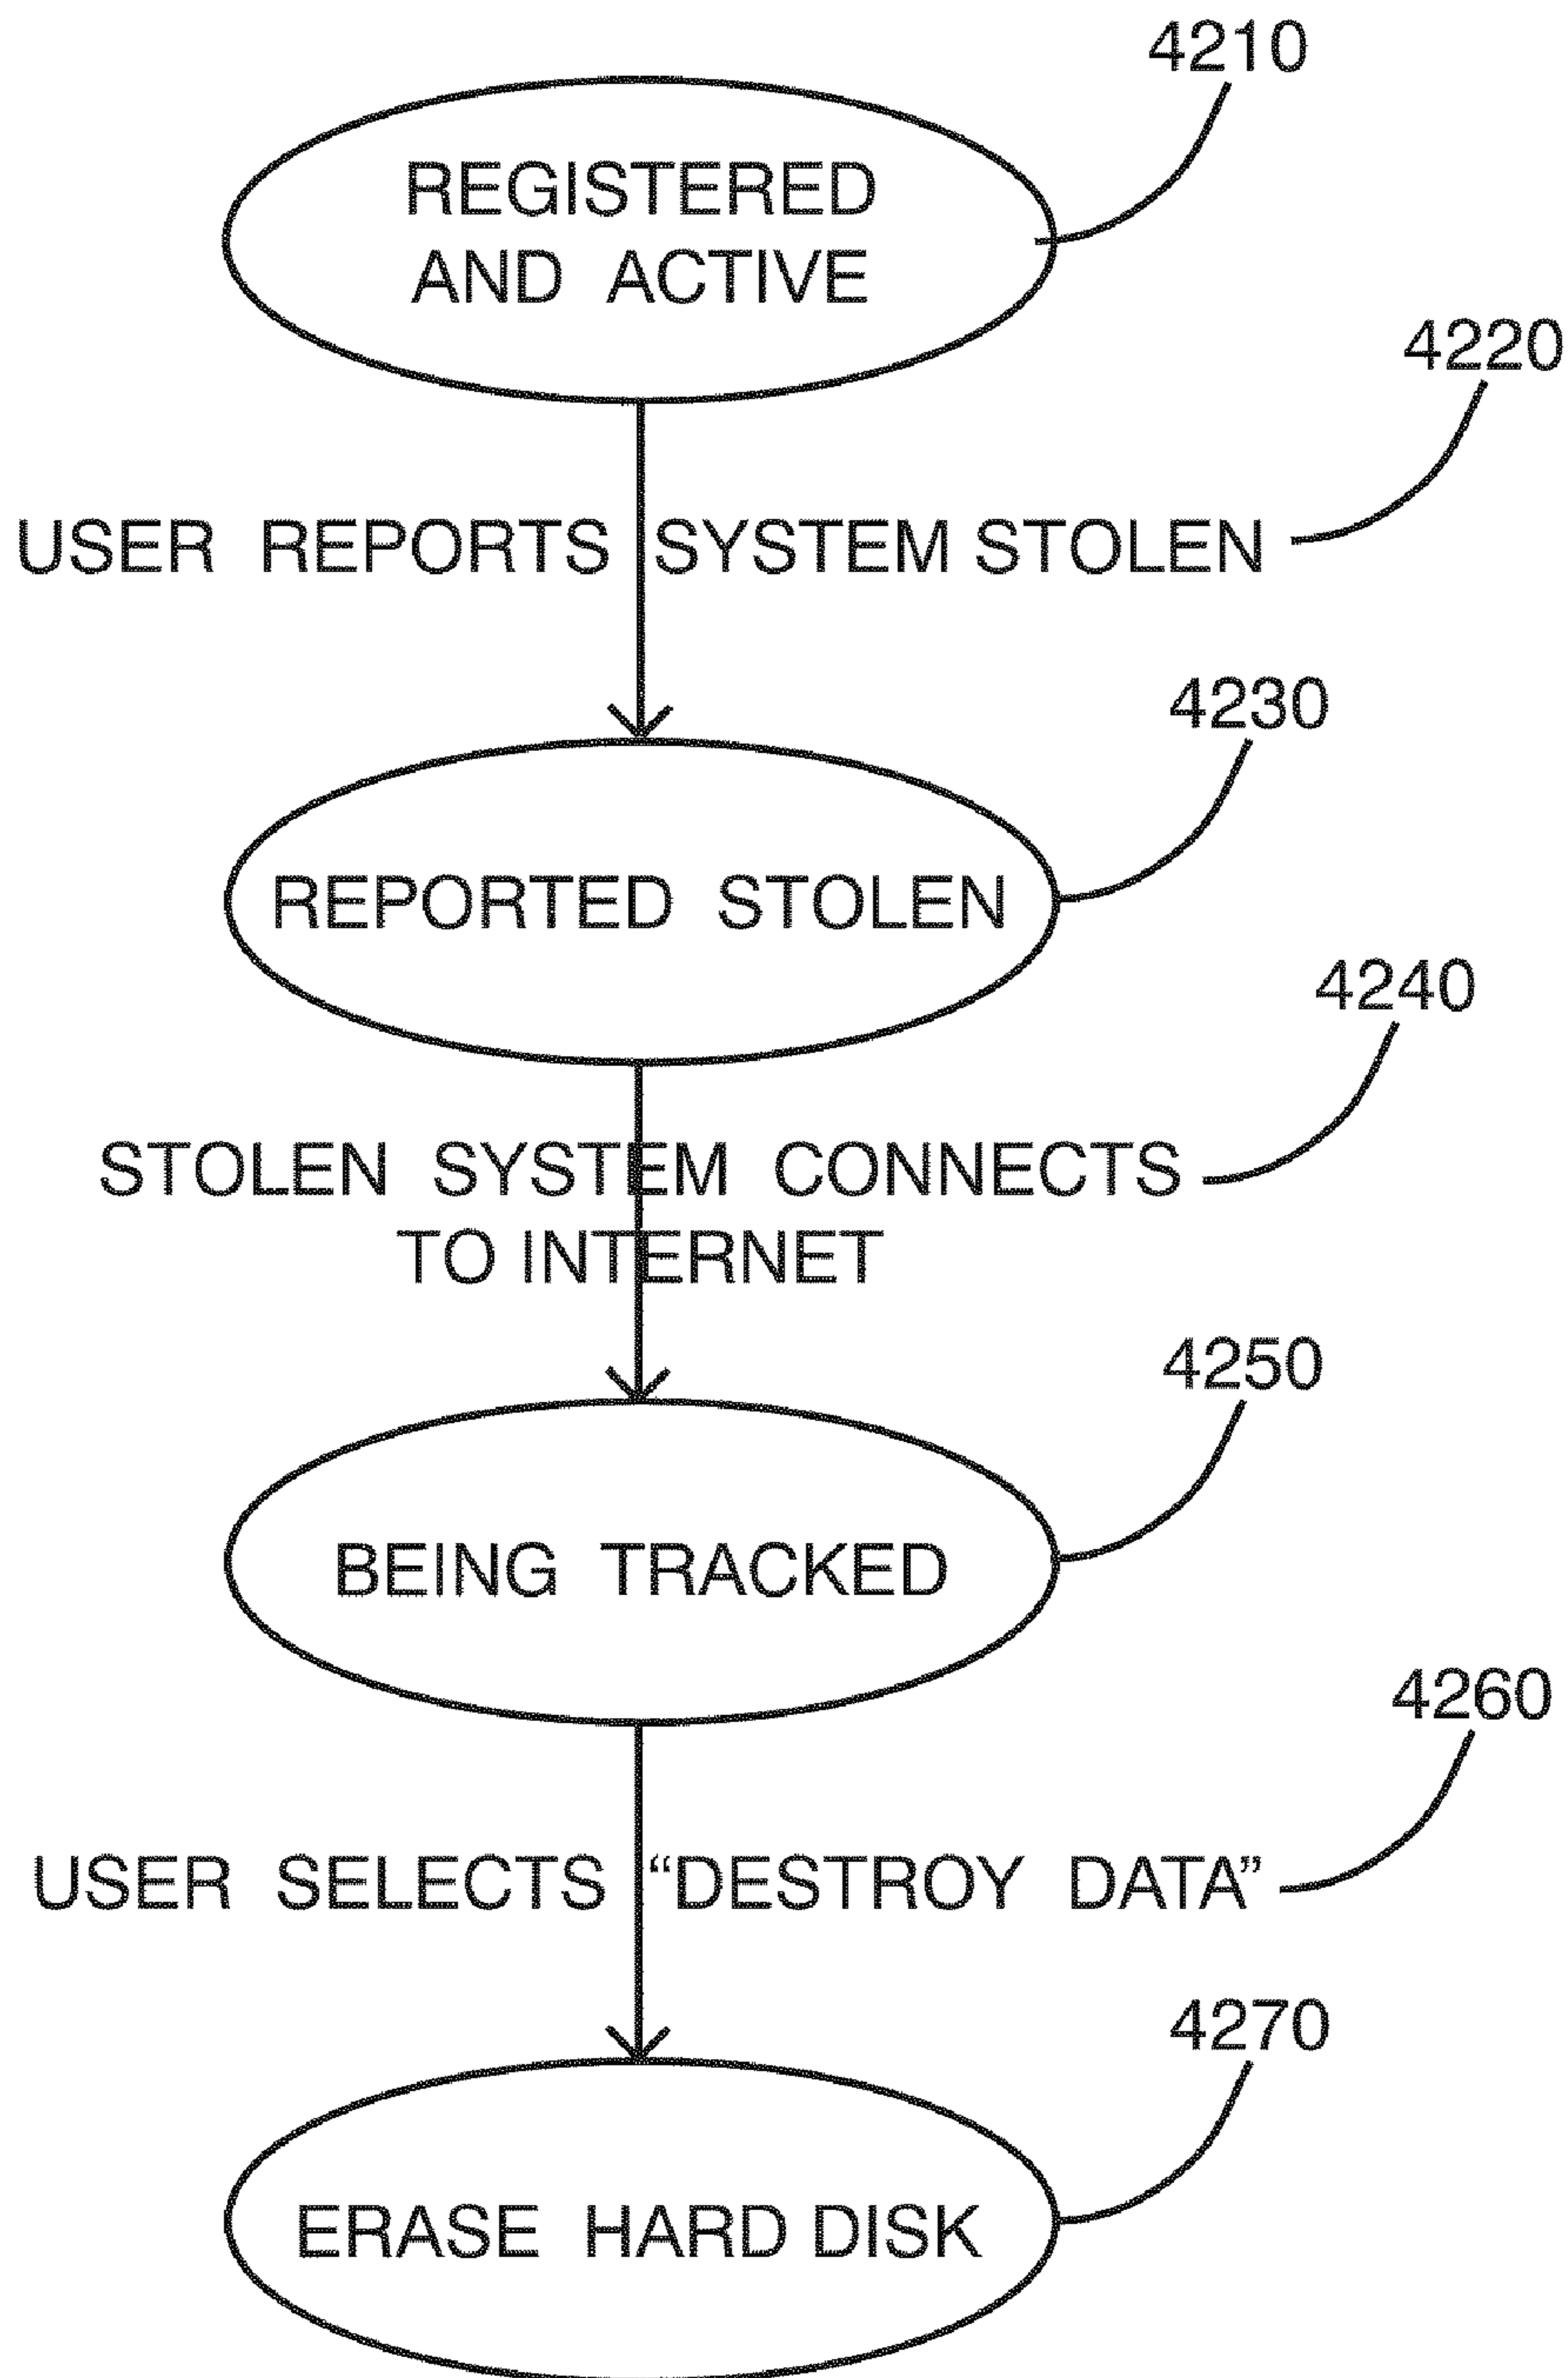 4210
REGISTERED
AND ACTIVE
4220
USER REPORTS SYSTEM STOLEN
4230
REPORTED STOLEN
4240
STOLEN SYSTEM CONNECTS
TO INTERNET
4250
BEING TRACKED
4260
USER SELECTS “DESTROY DATA”
4270
ERASE HARD DISK